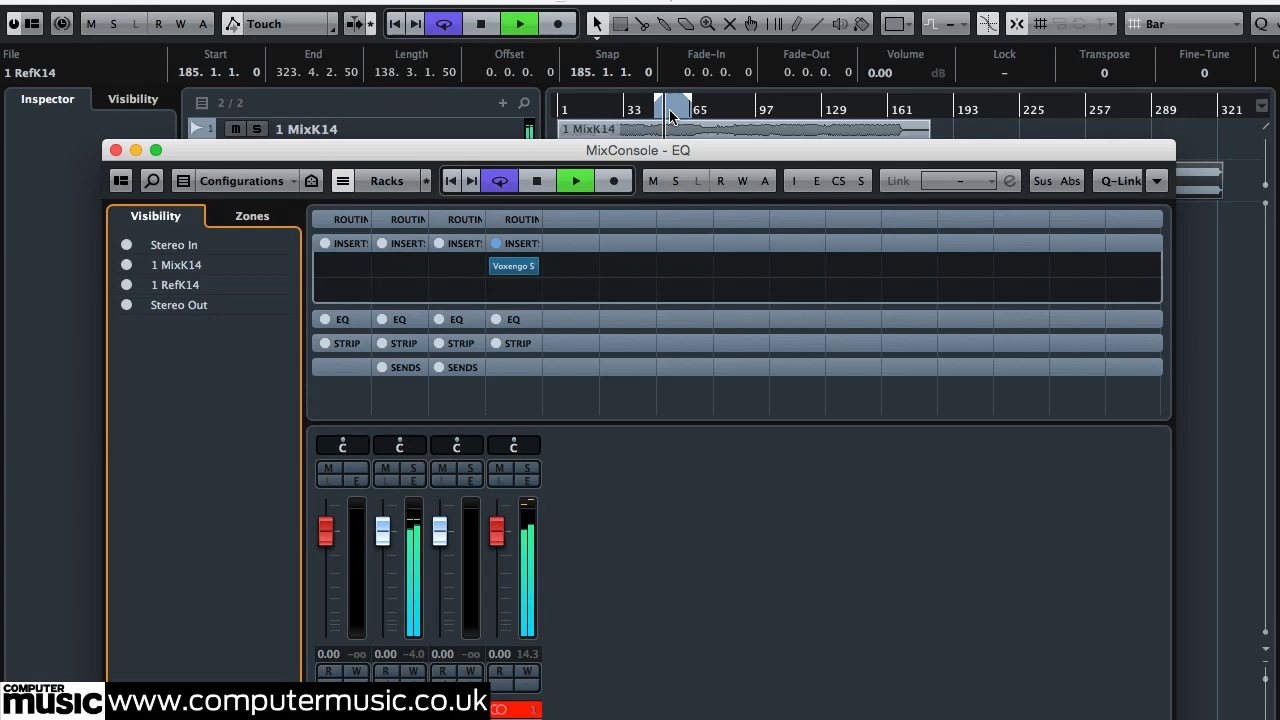 M S L R W A Touch Bar Q
File Start End Length Offset Snap Fade-In Fade-Out Volume Lock Transpose Fine-Tune
1 RefK14 185. 1. 1. 0 323. 4. 2. 50 138. 3. 1. 50 0. 0. 0. 0 185. 1. 1. 0 0. 0. 0. 0 0. 0. 0. 0 0.00 dB – 0 0
Inspector Visibility 2 / 2 + 1 33 65 97 129 161 193 225 257 289 321
1 m S 1 MixK14 1 MixK14
MixConsole - EQ
Configurations Racks M S L R W A I E CS S Link – Sus Abs Q-Link
Visibility Zones
ROUTIN ROUTIN ROUTIN ROUTIN
Stereo In
INSERT: INSERT: INSERT: INSERT:
1 MixK14
Voxengo S
1 RefK14
Stereo Out
EQ EQ EQ EQ
STRIP STRIP STRIP STRIP
SENDS SENDS
C C C C
M M S M S M S
L E L E L E L E
0.00 -oo 0.00 -4.0 0.00 -oo 0.00 14.3
R W R W R W R W
COMPUTER music www.computermusic.co.uk
1